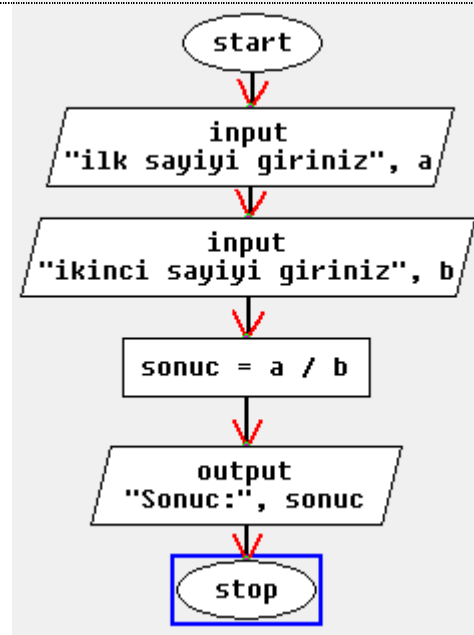 start
input
"ilk sayiyi giriniz", a
input
"ikinci sayiyi giriniz", b
sonuc = a / b
output
"Sonuc:", sonuc
stop